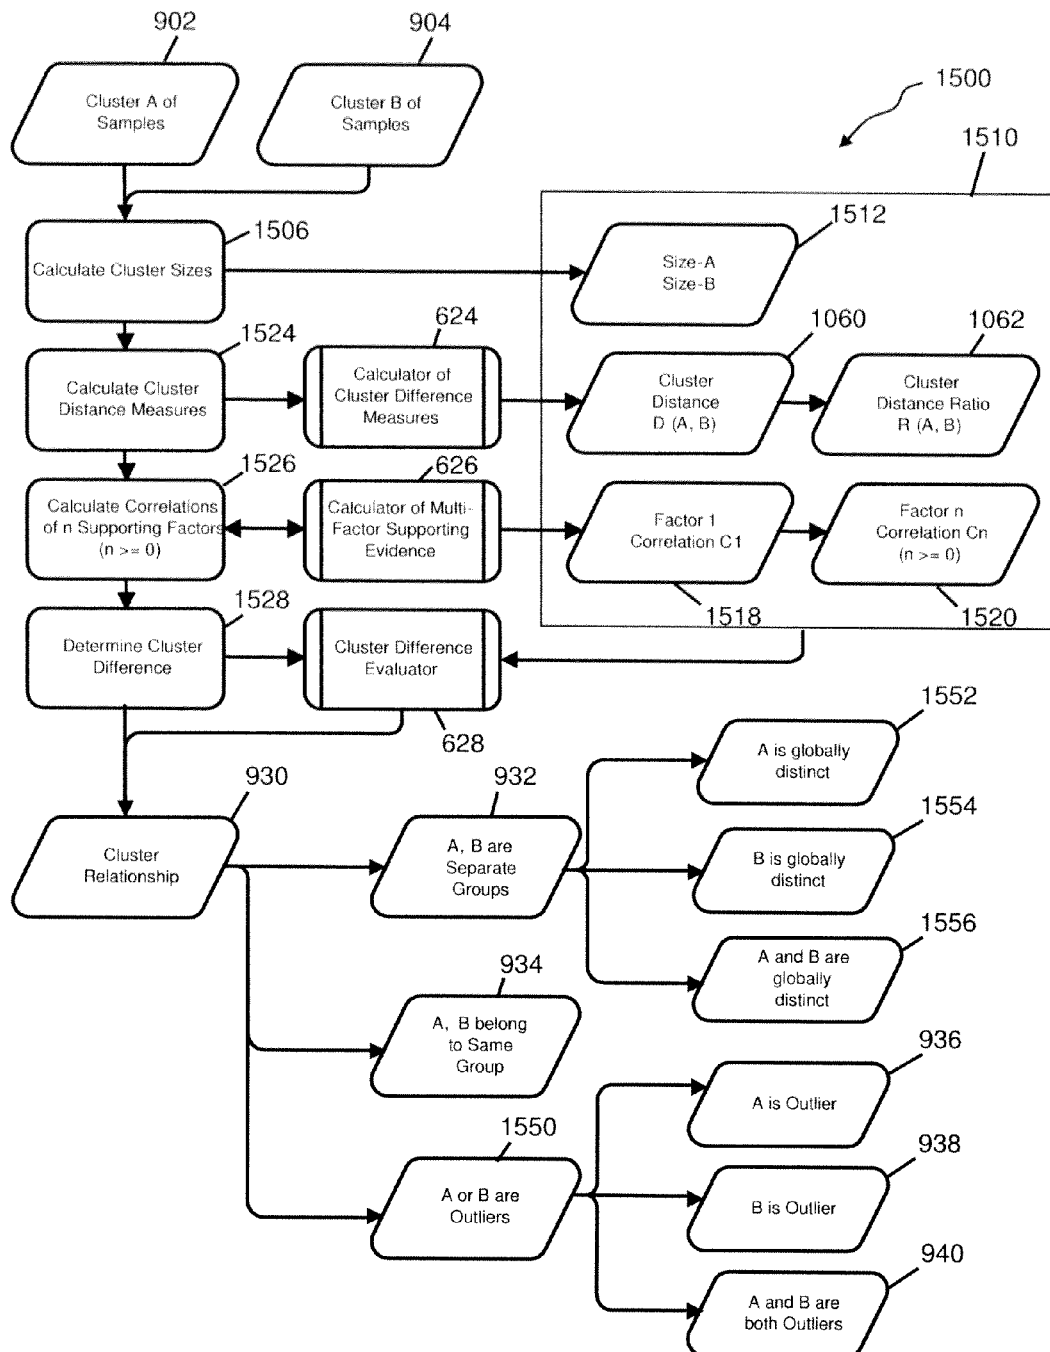 902
904
Cluster A of
Samples
Cluster B of
Samples
1500
1510
1506
Calculate Cluster Sizes
1512
Size-A
Size-B
1524
Calculate Cluster
Distance Measures
624
Calculator of
Cluster Difference
Measures
1060
Cluster
Distance
D (A, B)
1062
Cluster
Distance Ratio
R (A, B)
1526
Calculate Correlations
of n Supporting Factors
(n >= 0)
626
Calculator of Multi-
Factor Supporting
Evidence
Factor 1
Correlation C1
1518
Factor n
Correlation Cn
(n >= 0)
1520
1528
Determine Cluster
Difference
Cluster Difference
Evaluator
628
930
Cluster
Relationship
932
A, B are
Separate
Groups
1552
A is globally
distinct
1554
B is globally
distinct
1556
A and B are
globally
distinct
934
A, B belong
to Same
Group
1550
A or B are
Outliers
936
A is Outlier
938
B is Outlier
940
A and B are
both Outliers